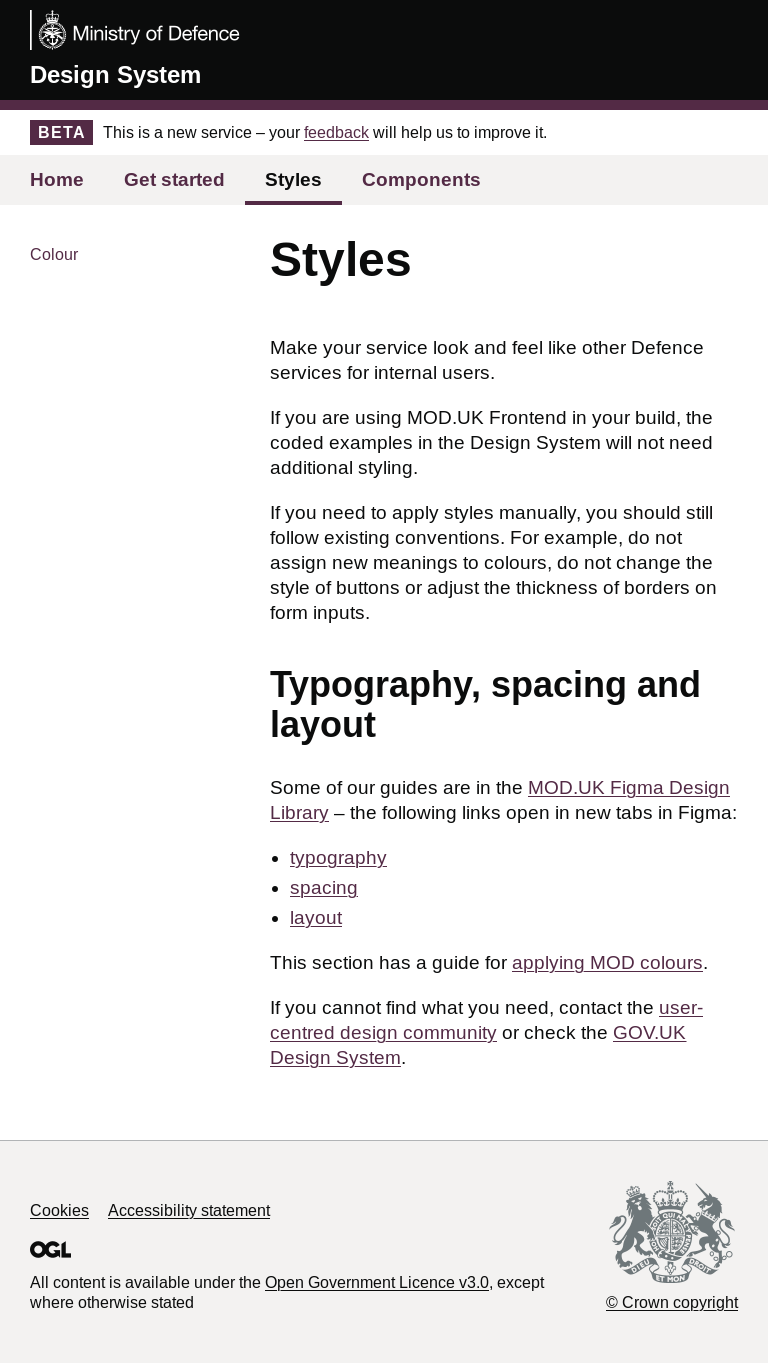 Ministry of Defence
Design System
BETA This is a new service – your feedback will help us to improve it.
Home Get started Styles Components
Colour
Styles
Make your service look and feel like other Defence
services for internal users.
If you are using MOD.UK Frontend in your build, the
coded examples in the Design System will not need
additional styling.
If you need to apply styles manually, you should still
follow existing conventions. For example, do not
assign new meanings to colours, do not change the
style of buttons or adjust the thickness of borders on
form inputs.
Typography, spacing and
layout
Some of our guides are in the MOD.UK Figma Design
Library – the following links open in new tabs in Figma:
• typography
• spacing
• layout
This section has a guide for applying MOD colours.
If you cannot find what you need, contact the user-
centred design community or check the GOV.UK
Design System.
Cookies Accessibility statement
OGL
All content is available under the Open Government Licence v3.0, except
where otherwise stated
DIEU ET MON DROIT
© Crown copyright